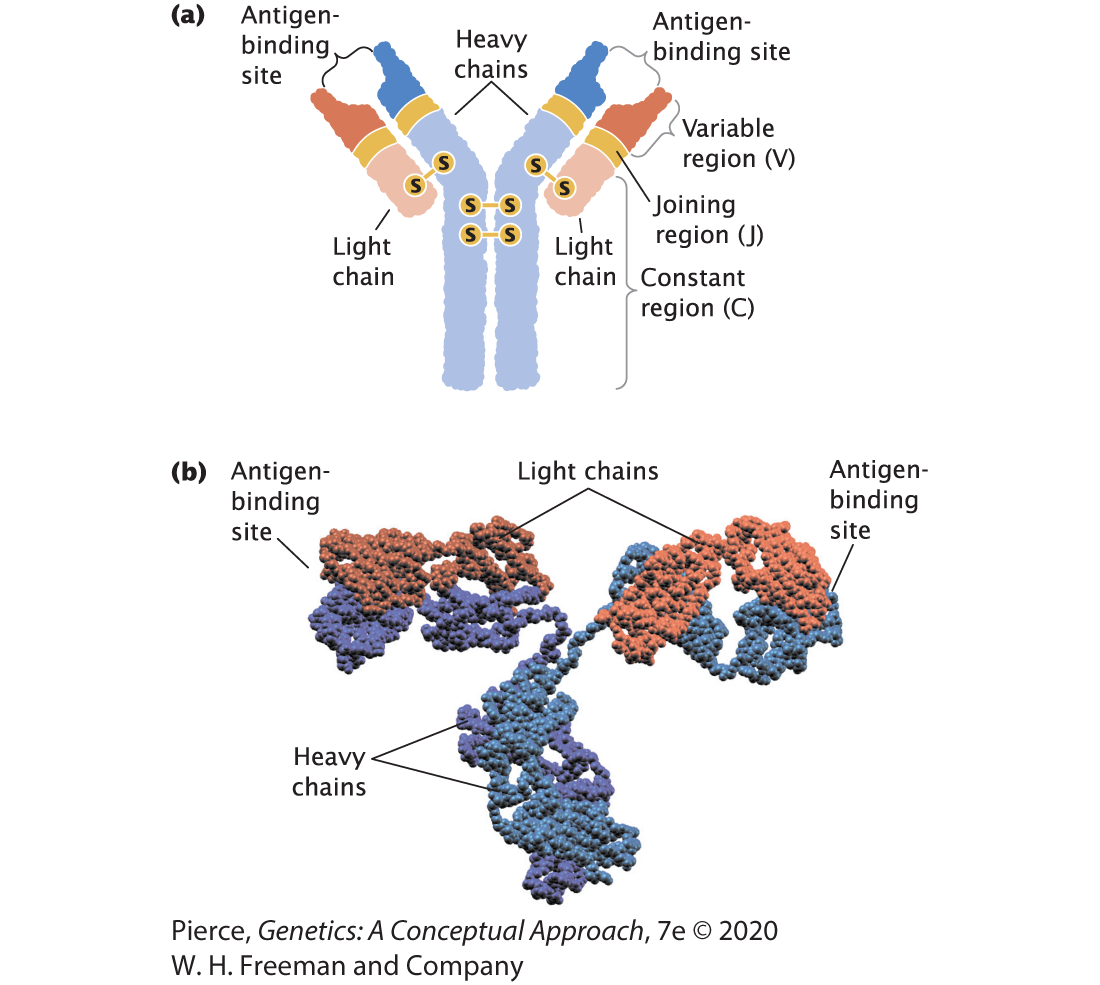 (a)
Antigen-
binding
site
Heavy
chains
Antigen-
binding site
Variable
region (V)
Joining
region (J)
Constant
region (C)
S
S
S
S
S
S
S
S
Light
chain
Light
chain
(b)
Antigen-
binding
site
Light chains
Antigen-
binding
site
Heavy
chains
Pierce, Genetics: A Conceptual Approach, 7e © 2020
W. H. Freeman and Company